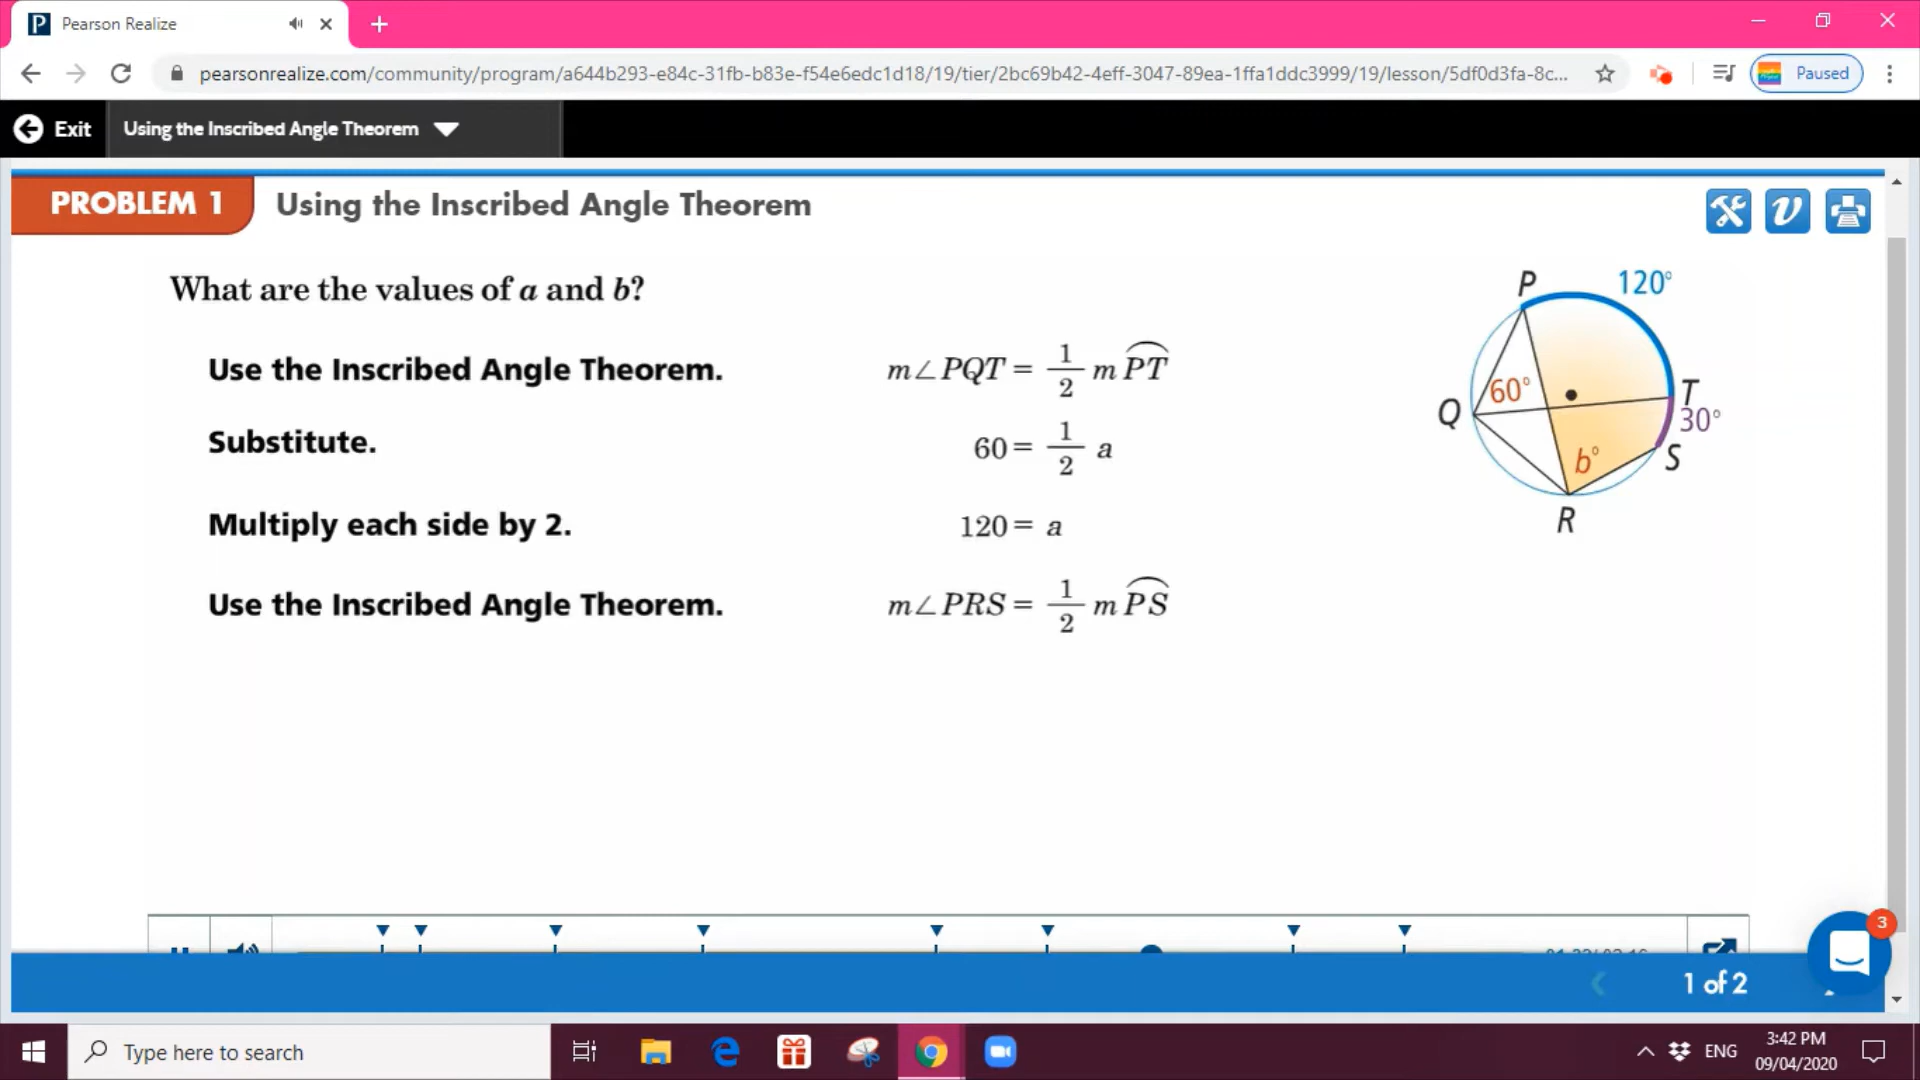 Pearson Realize
pearsonrealize.com/community/program/a644b293-e84c-31fb-b83e-f54e6edc1d18/19/tier/2bc69b42-4eff-3047-89ea-1ffa1ddc3999/19/lesson/5df0d3fa-8c...
Paused
Exit
Using the Inscribed Angle Theorem
PROBLEM 1
Using the Inscribed Angle Theorem
What are the values of a and b?
Use the Inscribed Angle Theorem.
m∠PQT = 1/2 m PT
Substitute.
60 = 1/2 a
Multiply each side by 2.
120 = a
Use the Inscribed Angle Theorem.
m∠PRS = 1/2 m PS
P
120°
60°
T
Q
30°
b°
S
R
3
1 of 2
Type here to search
ENG
3:42 PM
09/04/2020